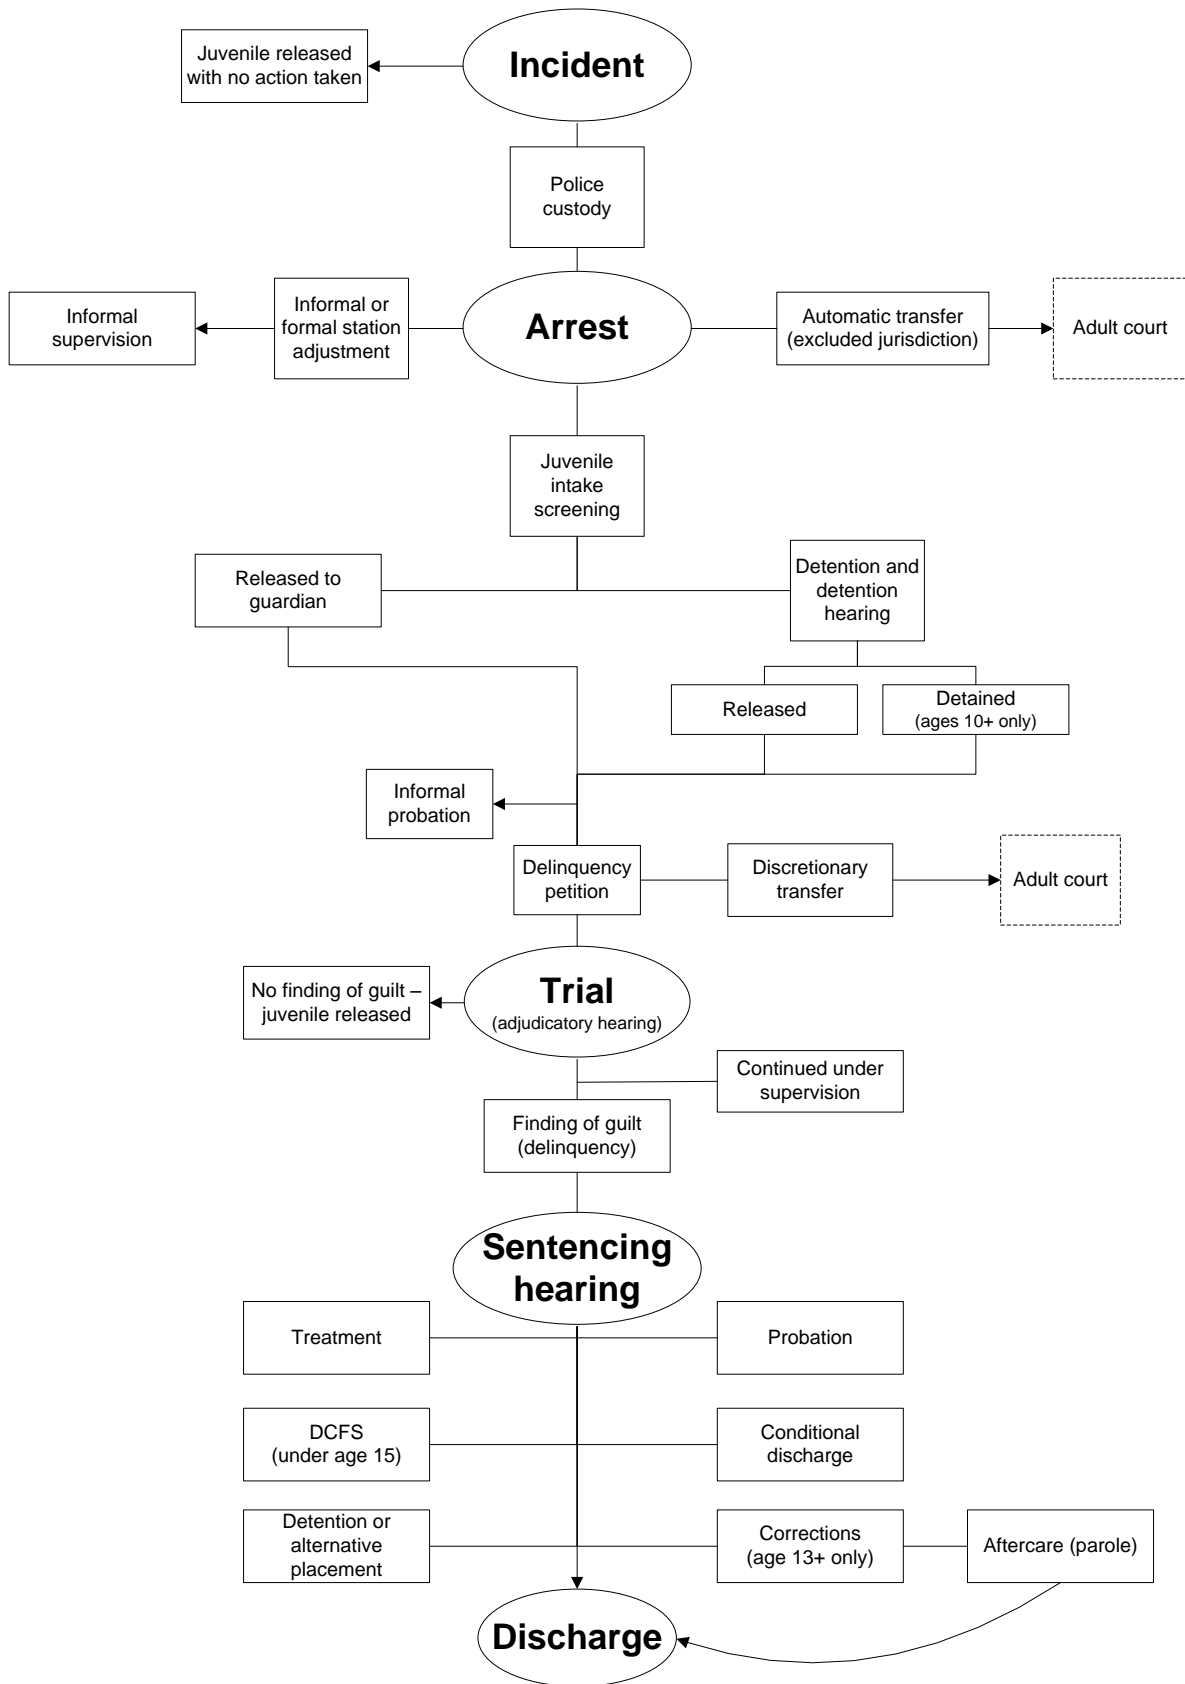 Incident
Juvenile released
with no action taken
Police
custody
Informal
supervision
Informal or
formal station
adjustment
Arrest
Automatic transfer
(excluded jurisdiction)
Adult court
Juvenile
intake
screening
Released to
guardian
Detention and
detention
hearing
Released
Detained
(ages 10+ only)
Informal
probation
Delinquency
petition
Discretionary
transfer
Adult court
No finding of guilt –
juvenile released
Trial
(adjudicatory hearing)
Continued under
supervision
Finding of guilt
(delinquency)
Sentencing
hearing
Treatment
Probation
DCFS
(under age 15)
Conditional
discharge
Detention or
alternative
placement
Corrections
(age 13+ only)
Aftercare (parole)
Discharge